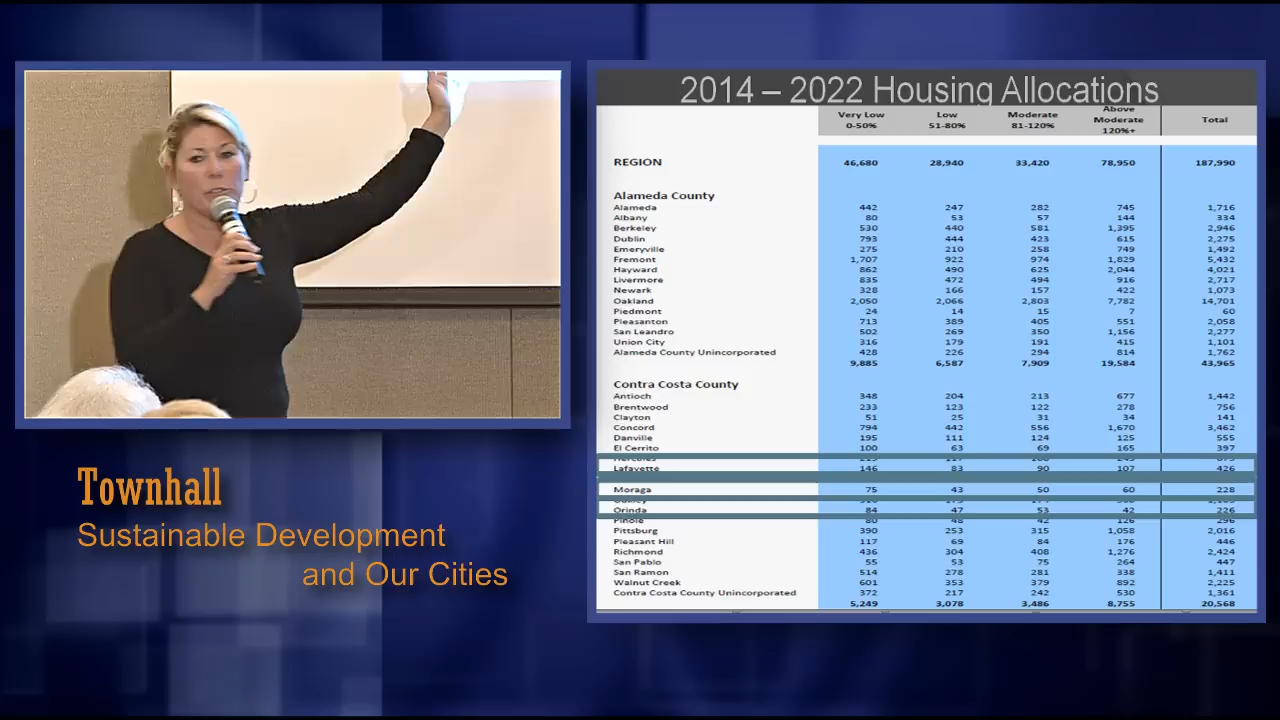 2014 – 2022 Housing Allocations
Very Low 0-50% Low 51-80% Moderate 81-120% Above Moderate 120%+ Total
REGION 46,680 28,940 33,420 78,950 187,990
Alameda County
Alameda 442 247 282 745 1,716
Albany 80 53 57 144 334
Berkeley 530 440 581 1,395 2,946
Dublin 793 444 423 615 2,275
Emeryville 275 210 258 749 1,492
Fremont 1,707 922 974 1,829 5,432
Hayward 862 490 625 2,044 4,021
Livermore 835 472 494 916 2,717
Newark 328 166 157 422 1,073
Oakland 2,050 2,066 2,803 7,782 14,701
Piedmont 24 14 15 7 60
Pleasanton 713 389 405 551 2,058
San Leandro 502 269 350 1,156 2,277
Union City 316 179 191 415 1,101
Alameda County Unincorporated 428 226 294 814 1,762
9,885 6,587 7,909 19,584 43,965
Contra Costa County
Antioch 348 204 213 677 1,442
Brentwood 233 123 122 278 756
Clayton 51 25 31 34 141
Concord 794 442 556 1,670 3,462
Danville 195 111 124 125 555
El Cerrito 100 63 69 165 397
Hercules
Lafayette 146 83 90 107 426
Moraga 75 43 50 60 228
Orinda 84 47 53 42 226
Pinole 80 48 42 126 296
Pittsburg 390 253 315 1,058 2,016
Pleasant Hill 117 69 84 176 446
Richmond 436 304 408 1,276 2,424
San Pablo 55 53 75 264 447
San Ramon 514 278 281 338 1,411
Walnut Creek 601 353 379 892 2,225
Contra Costa County Unincorporated 372 217 242 530 1,361
5,249 3,078 3,486 8,755 20,568
Townhall
Sustainable Development
and Our Cities